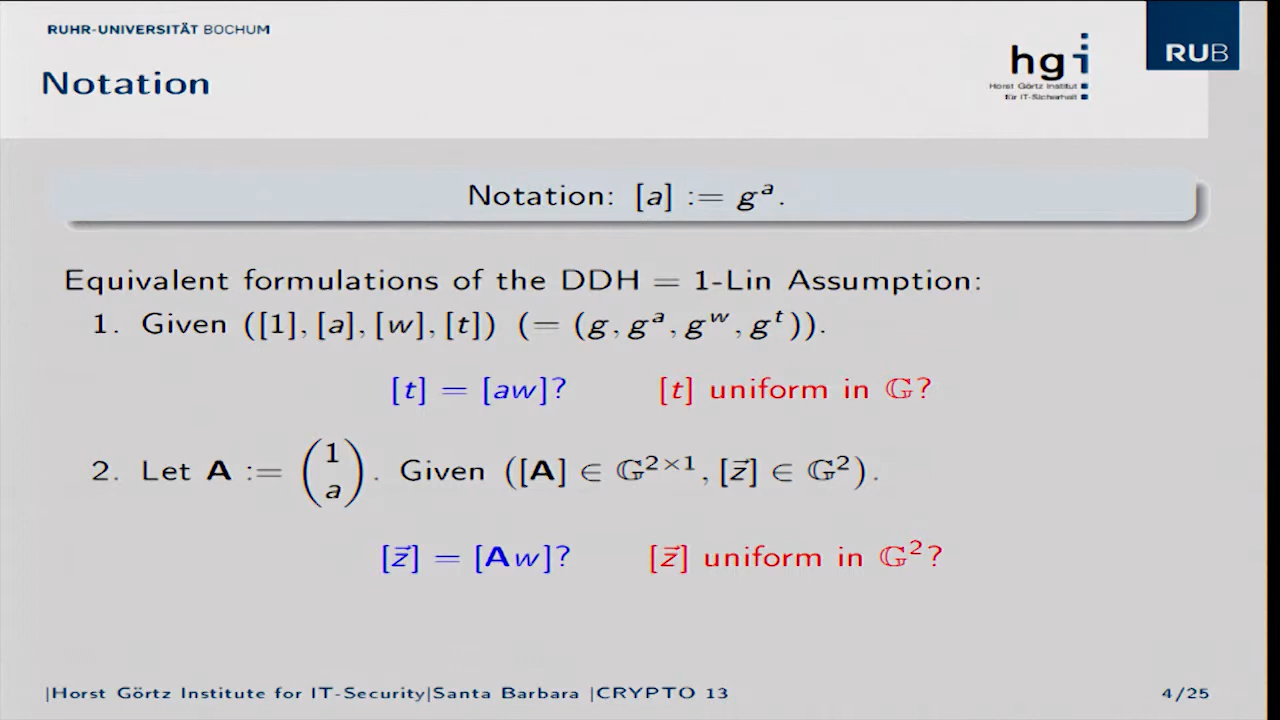 RUHR-UNIVERSITÄT BOCHUM
Notation
hgi
Horst Görtz Institut
für IT-Sicherheit
RUB
Notation: [a] := g^a.
Equivalent formulations of the DDH = 1-Lin Assumption:
1. Given ([1], [a], [w], [t]) (= (g, g^a, g^w, g^t)).
[t] = [aw]? [t] uniform in 𝔾?
2. Let A := (1 a). Given ([A] ∈ 𝔾^{2×1}, [z⃗] ∈ 𝔾^2).
[z⃗] = [Aw]? [z⃗] uniform in 𝔾^2?
|Horst Görtz Institute for IT-Security|Santa Barbara |CRYPTO 13 4/25